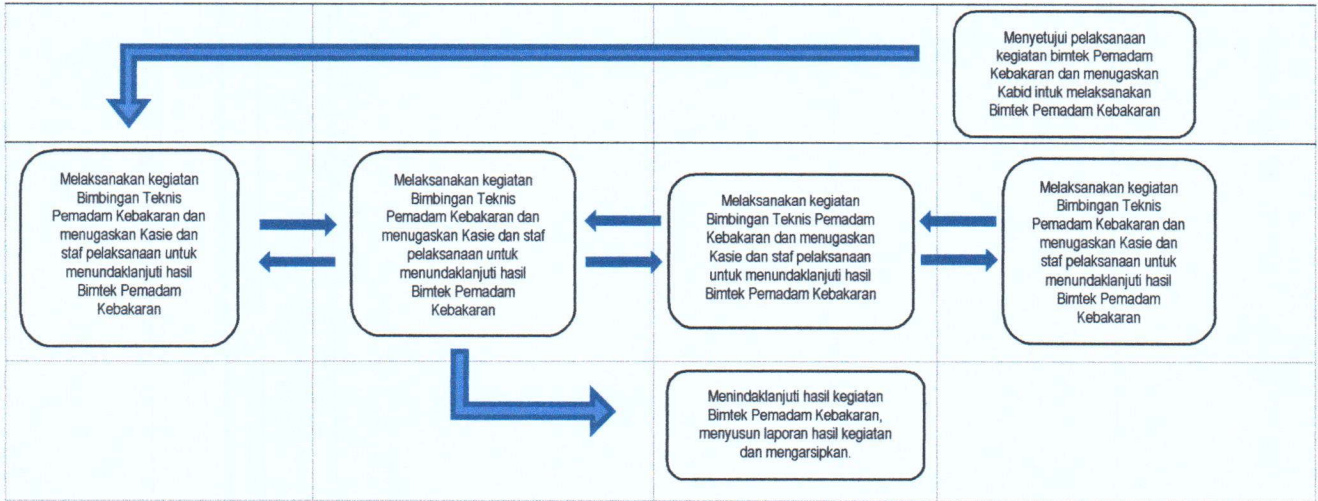 Menyetujui pelaksanaan
kegiatan bimtek Pemadam
Kebakaran dan menugaskan
Kabid intuk melaksanakan
Bimtek Pemadam Kebakaran
Melaksanakan kegiatan
Bimbingan Teknis
Pemadam Kebakaran dan
menugaskan Kasie dan
staf pelaksanaan untuk
menundaklanjuti hasil
Bimtek Pemadam
Kebakaran
Melaksanakan kegiatan
Bimbingan Teknis
Pemadam Kebakaran dan
menugaskan Kasie dan staf
pelaksanaan untuk
menundaklanjuti hasil
Bimtek Pemadam
Kebakaran
Melaksanakan kegiatan
Bimbingan Teknis Pemadam
Kebakaran dan menugaskan
Kasie dan staf pelaksanaan
untuk menundaklanjuti hasil
Bimtek Pemadam Kebakaran
Melaksanakan kegiatan
Bimbingan Teknis
Pemadam Kebakaran dan
menugaskan Kasie dan
staf pelaksanaan untuk
menundaklanjuti hasil
Bimtek Pemadam
Kebakaran
Menindaklanjuti hasil kegiatan
Bimtek Pemadam Kebakaran,
menyusun laporan hasil kegiatan
dan mengarsipkan.